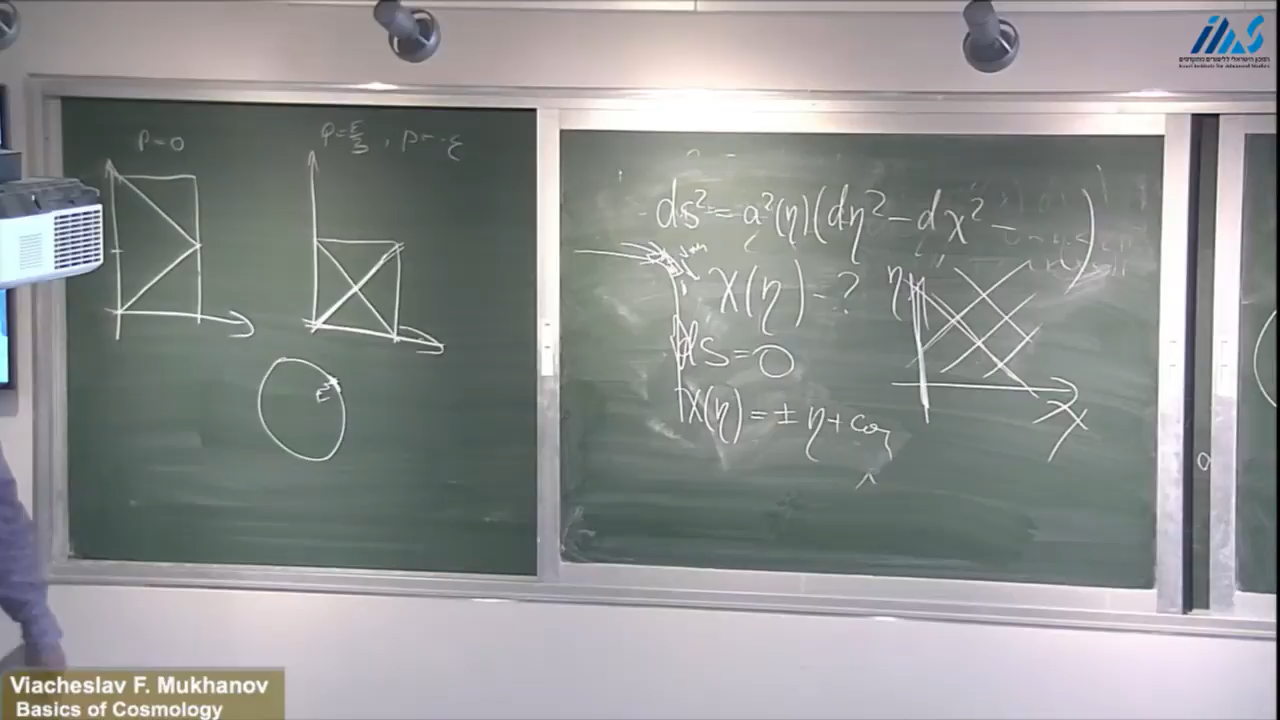 P=0
P=ε/3 , p=-ε
E
ds²=a²(η)(dη²-dχ²- )
χ(η)-?
η
ds=0
χ(η)=±η+con
χ
Viacheslav F. Mukhanov
Basics of Cosmology